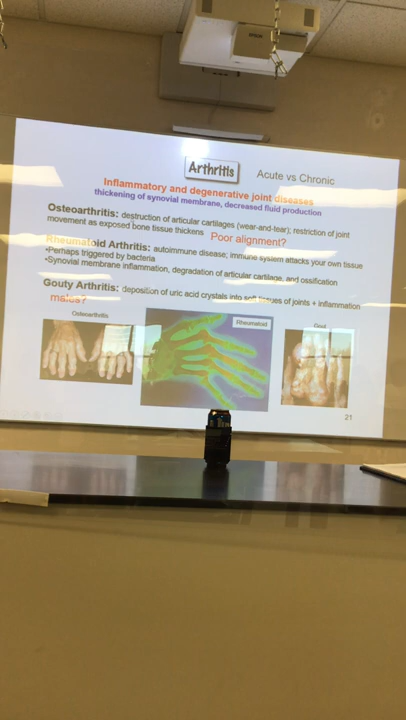 Arthritis
Acute vs Chronic
Inflammatory and degenerative joint diseases
thickening of synovial membrane, decreased fluid production
Osteoarthritis: destruction of articular cartilages (wear-and-tear); restriction of joint
movement as exposed bone tissue thickens Poor alignment?
Rheumatoid Arthritis: autoimmune disease; immune system attacks your own tissue
•Perhaps triggered by bacteria
•Synovial membrane inflammation, degradation of articular cartilage, and ossification
Gouty Arthritis: deposition of uric acid crystals into soft tissues of joints + inflammation
males?
Osteoarthritis
Rheumatoid
Gout
21